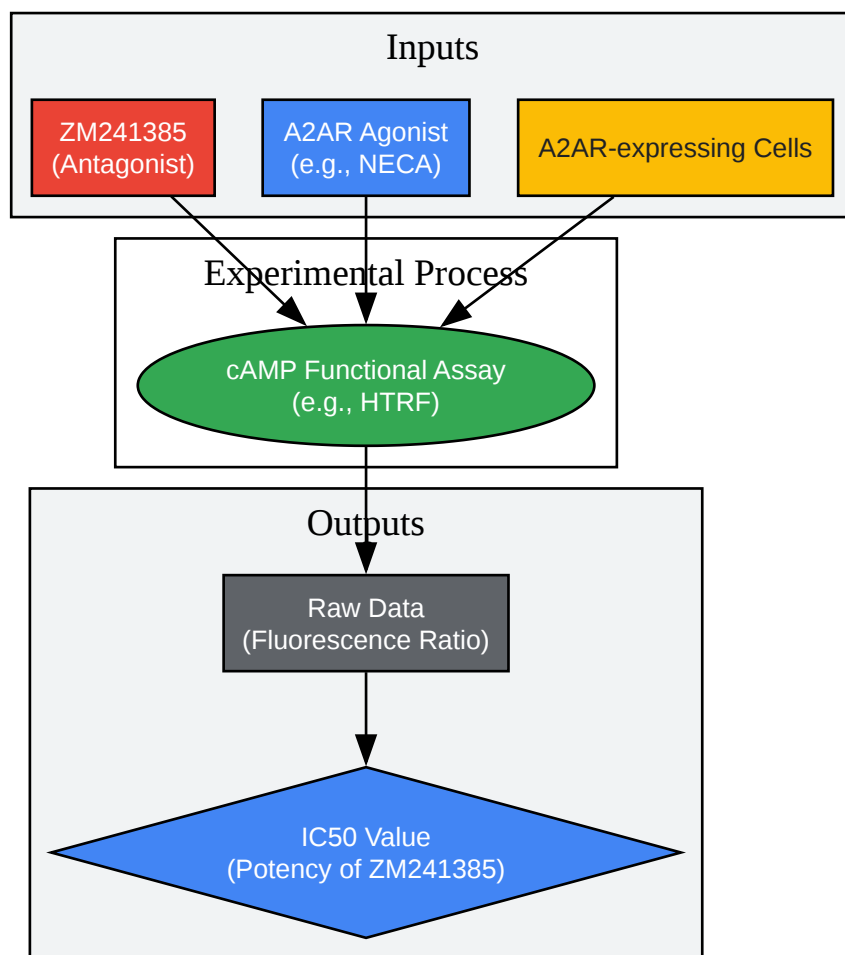 Inputs
ZM241385
(Antagonist)
A2AR Agonist
(e.g., NECA)
A2AR-expressing Cells
Experimental Process
cAMP Functional Assay
(e.g., HTRF)
Outputs
Raw Data
(Fluorescence Ratio)
IC50 Value
(Potency of ZM241385)